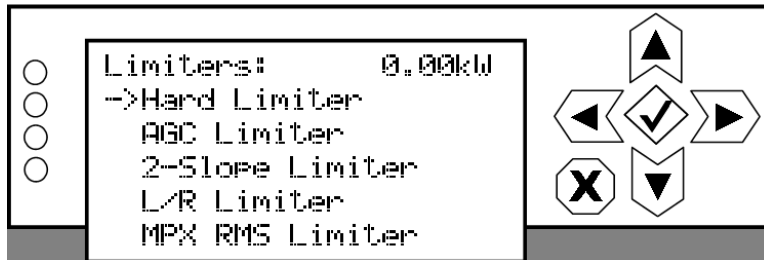 Limiters: 0.00kW
->Hard Limiter
AGC Limiter
2-Slope Limiter
L/R Limiter
MPX RMS Limiter
X